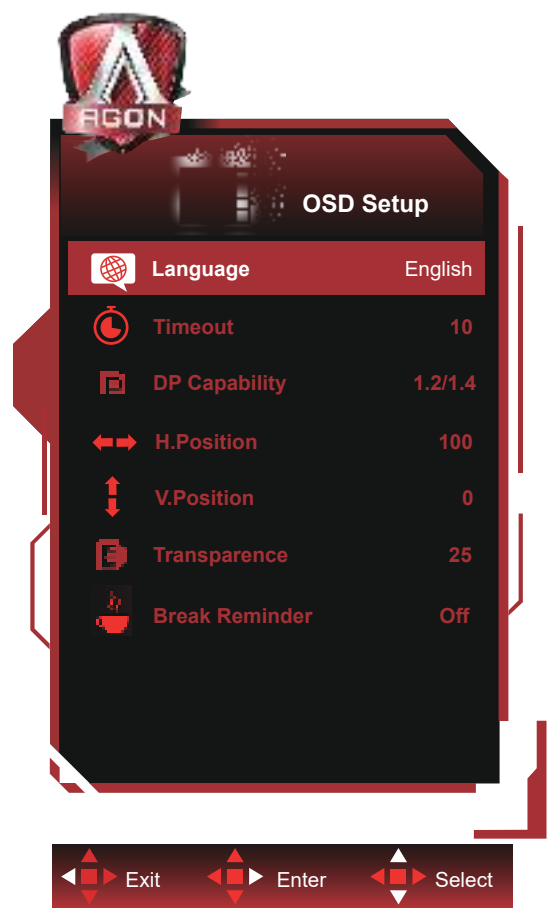 AGON
OSD Setup
Language English
Timeout 10
DP Capability 1.2/1.4
H.Position 100
V.Position 0
Transparence 25
Break Reminder Off
Exit Enter Select